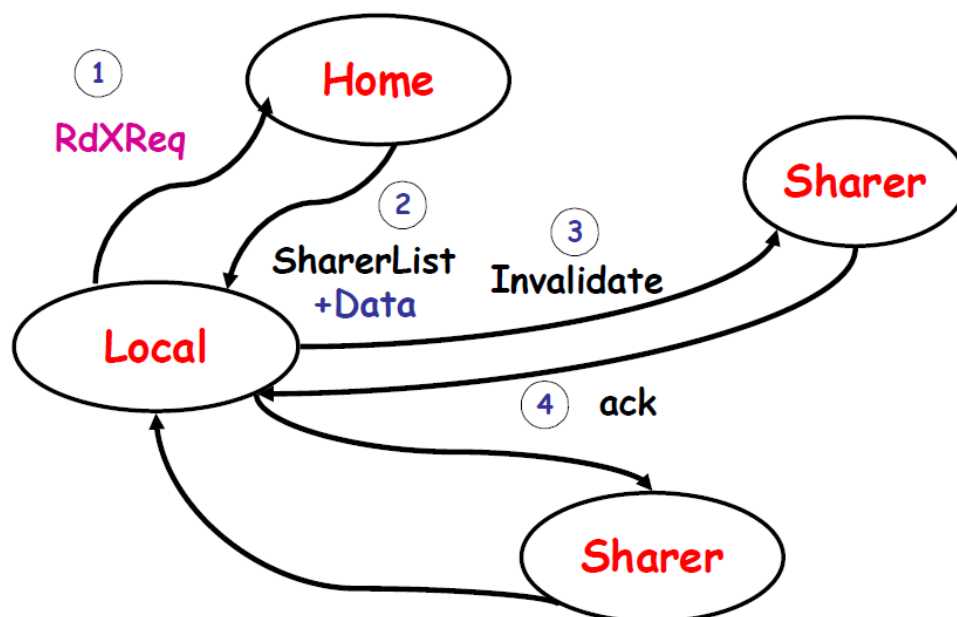 1
Home
RdXReq
Sharer
2
3
SharerList
Invalidate
+Data
Local
4 ack
Sharer